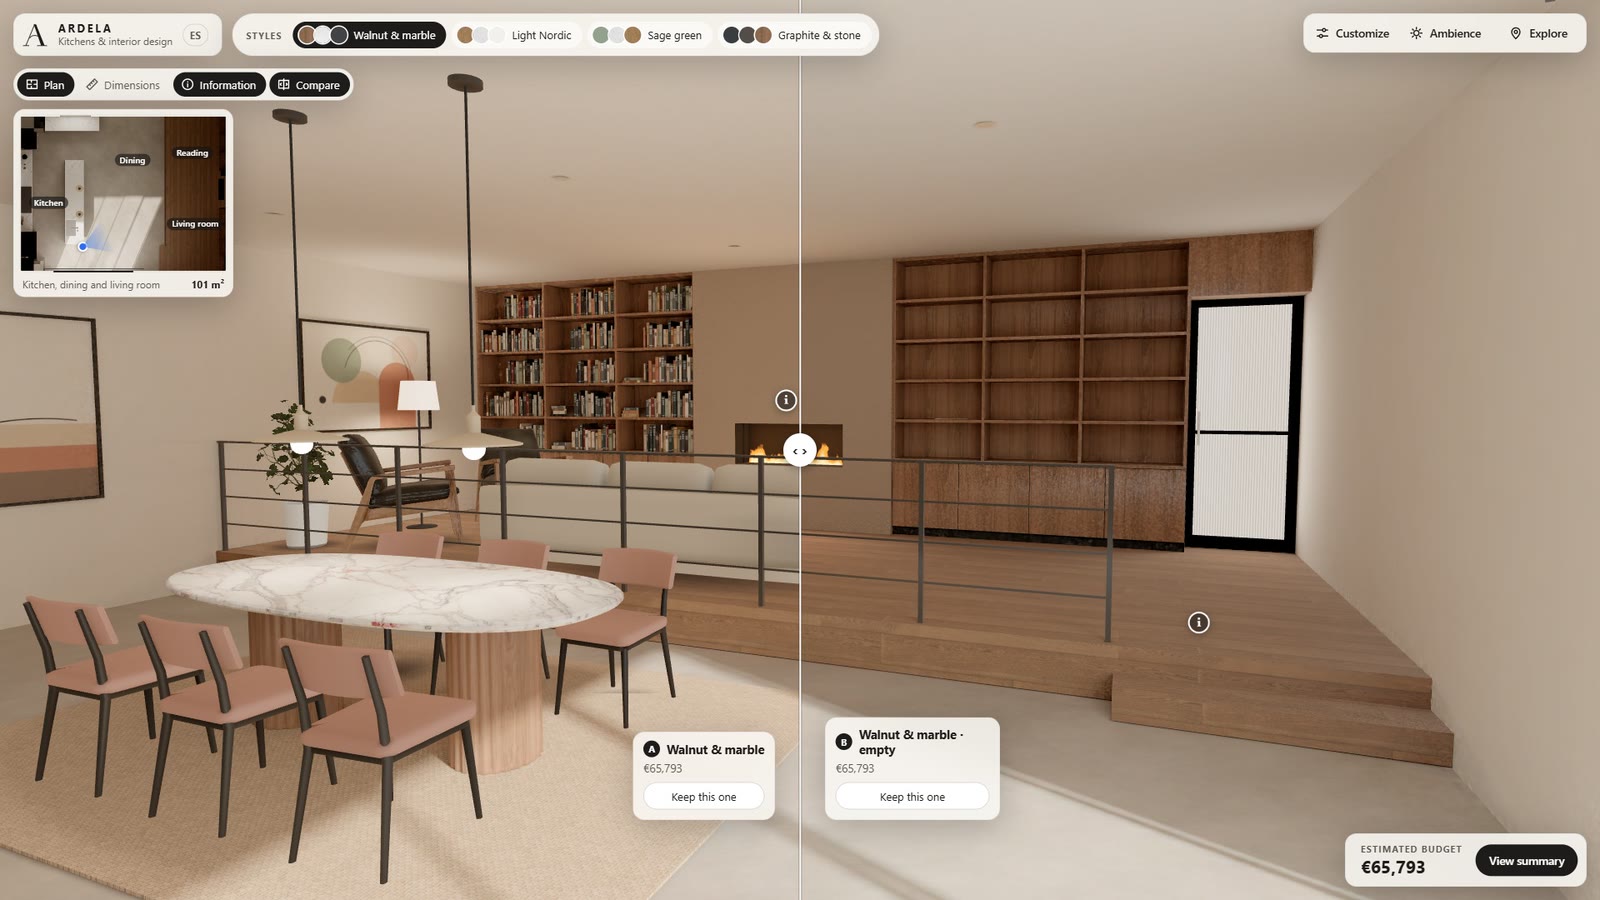 A
ARDELA
Kitchens & interior design
ES
STYLES
Walnut & marble
Light Nordic
Sage green
Graphite & stone
Customize
Ambience
Explore
Plan
Dimensions
Information
Compare
Dining
Reading
Kitchen
Living room
Kitchen, dining and living room
101 m²
A
Walnut & marble
€65,793
Keep this one
B
Walnut & marble ·
empty
€65,793
Keep this one
ESTIMATED BUDGET
€65,793
View summary